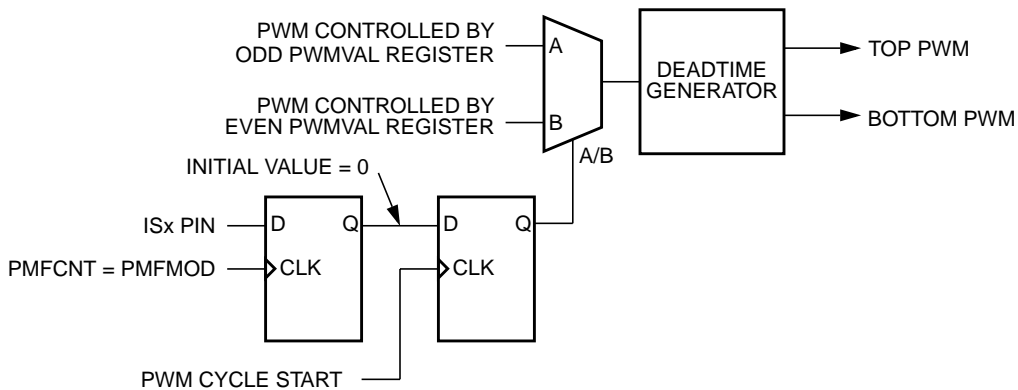 PWM CONTROLLED BY
ODD PWMVAL REGISTER
A
DEADTIME
GENERATOR
TOP PWM
PWM CONTROLLED BY
EVEN PWMVAL REGISTER
B
BOTTOM PWM
A/B
INITIAL VALUE = 0
ISx PIN
D
Q
D
Q
PMFCNT = PMFMOD
CLK
CLK
PWM CYCLE START